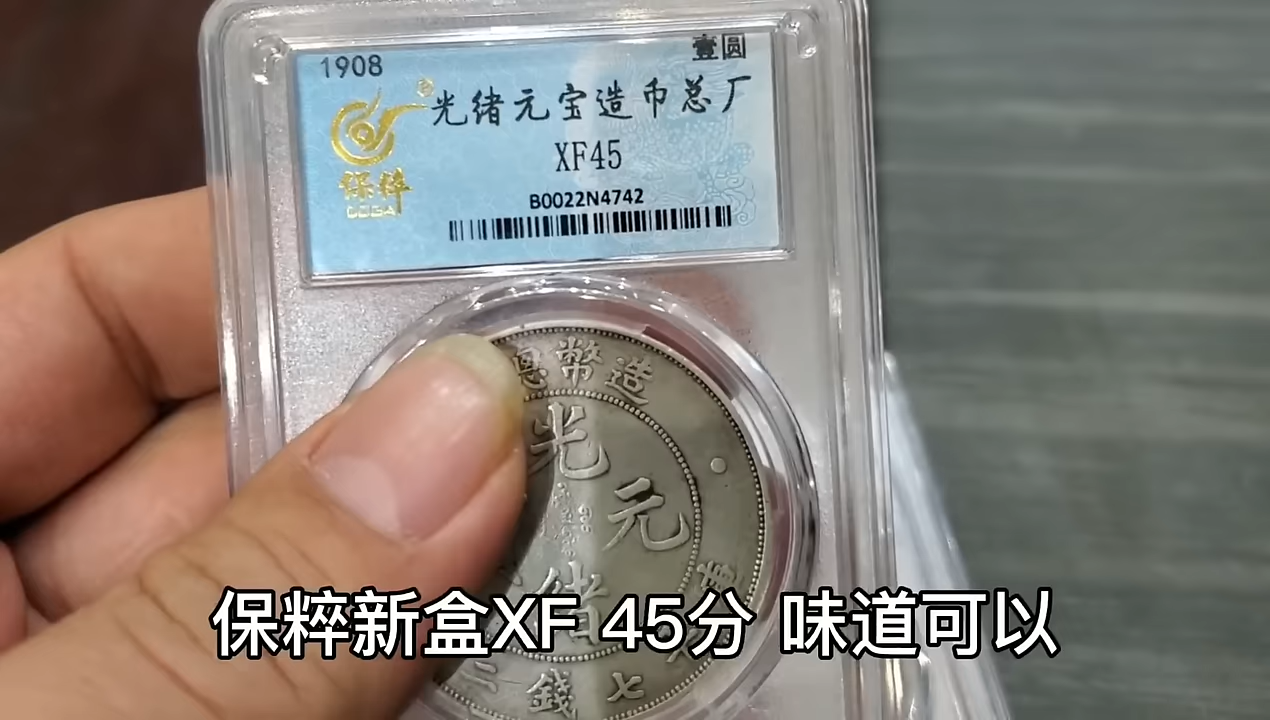 1908
壹圆
光绪元宝造币总厂
保粹
XF45
B0022N4742
幣造
光
元
緒
七錢二
保粹新盒XF 45分 味道可以